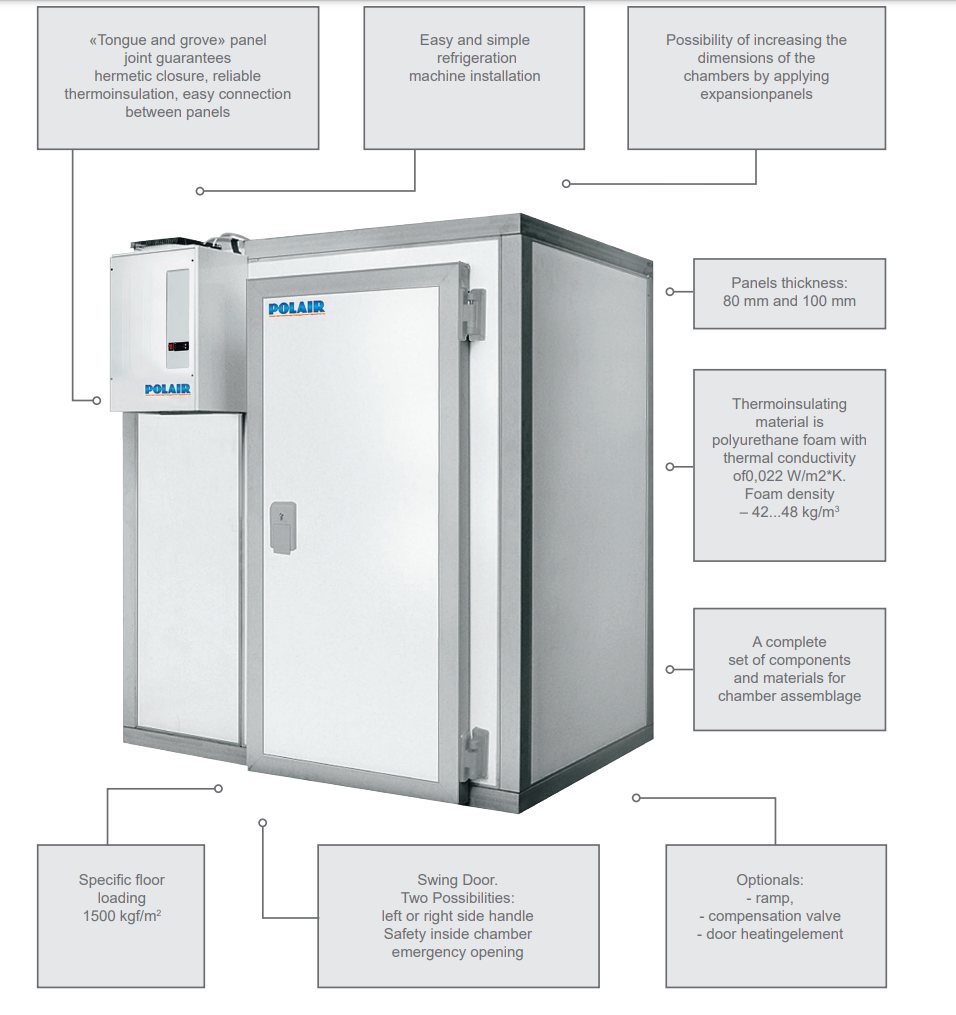 «Tongue and grove» panel
joint guarantees
hermetic closure, reliable
thermoinsulation, easy connection
between panels
Easy and simple
refrigeration
machine installation
Possibility of increasing the
dimensions of the
chambers by applying
expansionpanels
POLAIR
POLAIR
Panels thickness:
80 mm and 100 mm
Thermoinsulating
material is
polyurethane foam with
thermal conductivity
of0,022 W/m2*K.
Foam density
– 42...48 kg/m³
A complete
set of components
and materials for
chamber assemblage
Specific floor
loading
1500 kgf/m²
Swing Door.
Two Possibilities:
left or right side handle
Safety inside chamber
emergency opening
Optionals:
- ramp,
- compensation valve
- door heatingelement